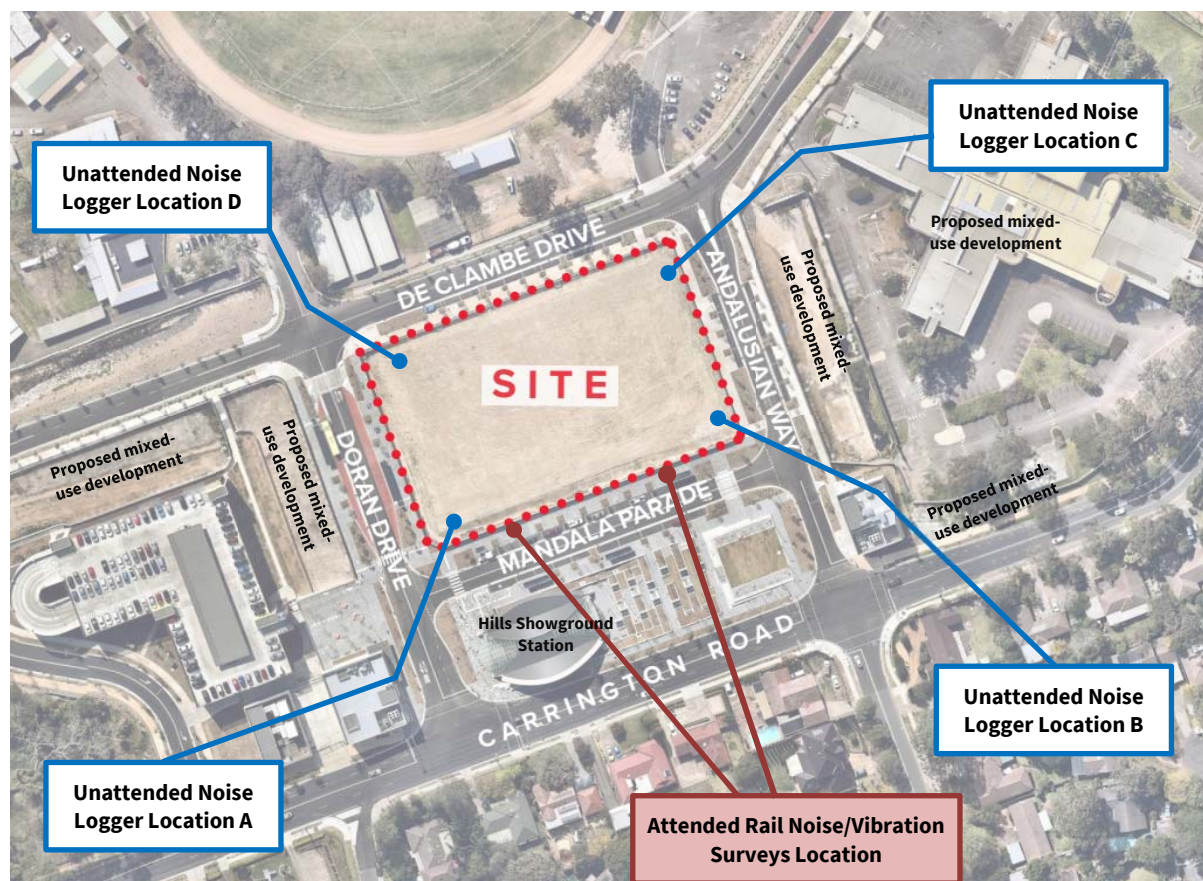 Unattended Noise
Logger Location C
Unattended Noise
Logger Location D
Proposed mixed-
use development
DE CLAMBE DRIVE
ANDALUSIAN WAY
Proposed mixed-
use development
SITE
Proposed mixed-
use development
Proposed mixed-
use development
DORAN DRIVE
Proposed mixed-
use development
MANDALA PARADE
Hills Showground
Station
CARRINGTON ROAD
Unattended Noise
Logger Location B
Unattended Noise
Logger Location A
Attended Rail Noise/Vibration
Surveys Location